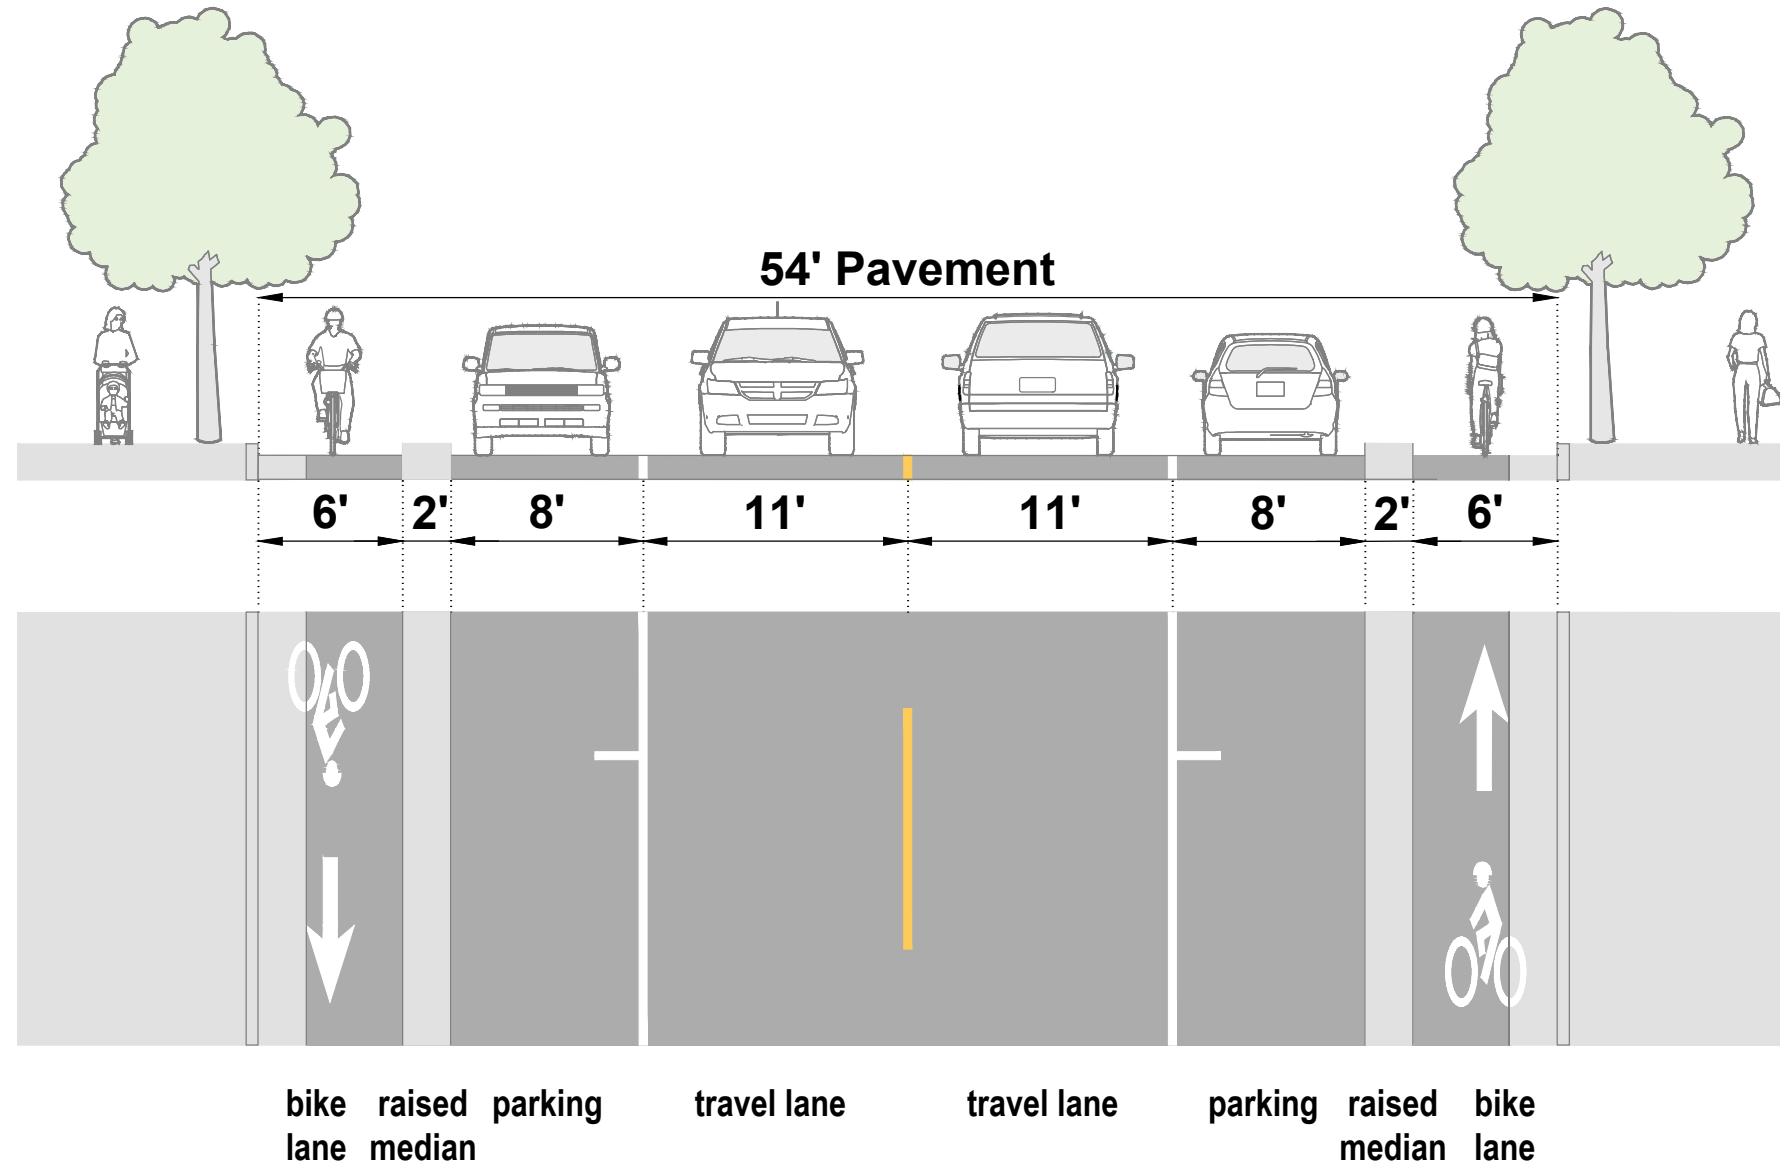 54' Pavement
6' 2' 8' 11' 11' 8' 2' 6'
bike raised parking travel lane travel lane parking raised bike
lane median median lane